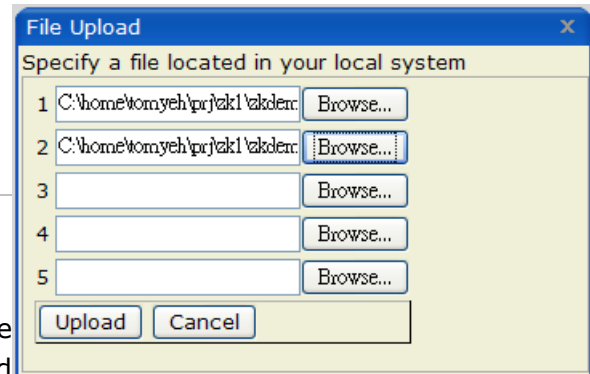 File Upload x
Specify a file located in your local system
1 C:\home\tomyeh\prj\zk1\zkdem Browse...
2 C:\home\tomyeh\prj\zk1\zkdem Browse...
3 Browse...
4 Browse...
5 Browse...
e Upload Cancel
d